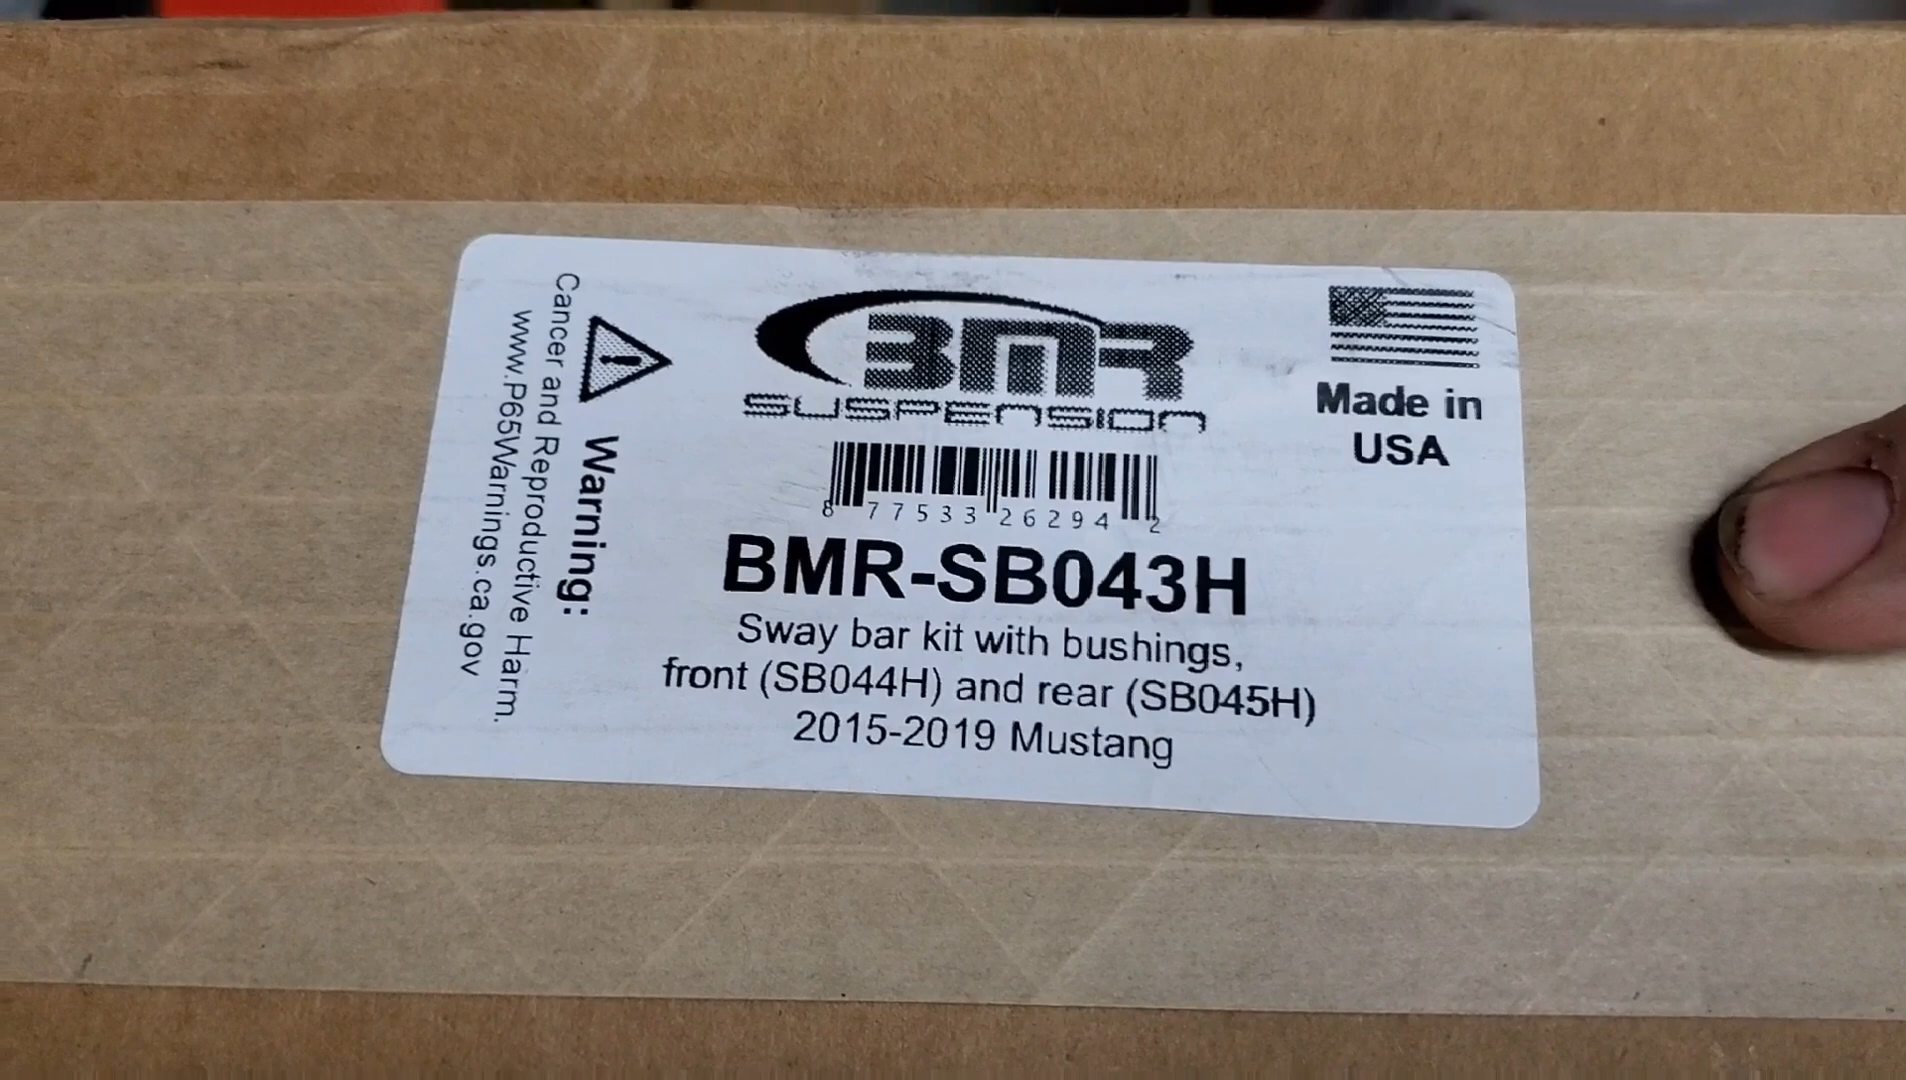 BMR
SUSPENSION
Made in
USA
8 77533 26294 2
BMR-SB043H
Sway bar kit with bushings,
front (SB044H) and rear (SB045H)
2015-2019 Mustang
Warning:
Cancer and Reproductive Harm.
www.P65Warnings.ca.gov